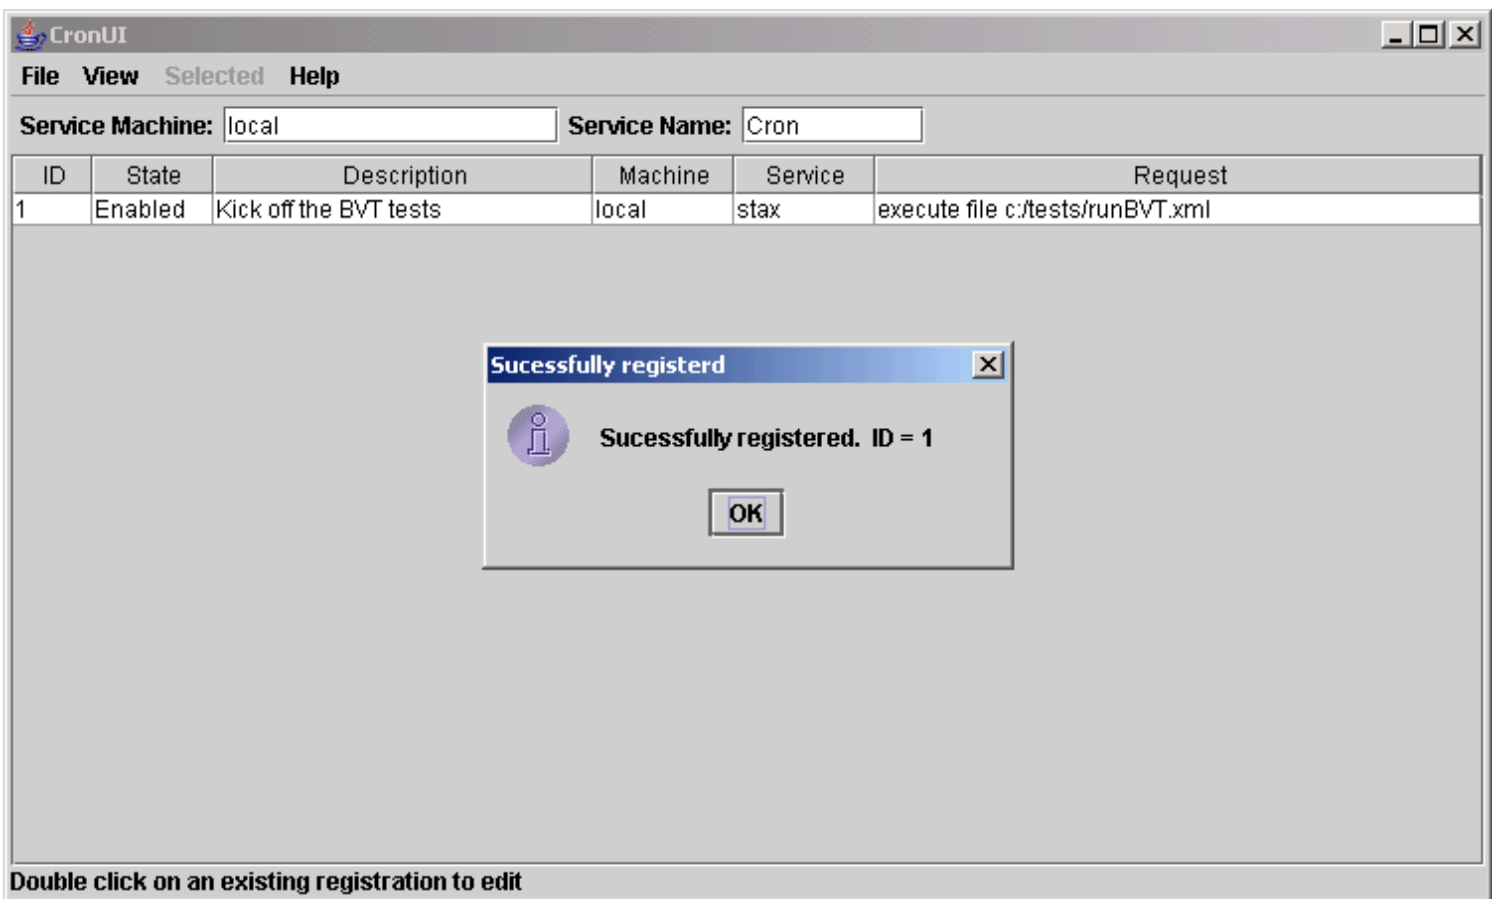 CronUI
File View Selected Help
Service Machine: local Service Name: Cron
ID State Description Machine Service Request
1 Enabled Kick off the BVT tests local stax execute file c:/tests/runBVT.xml
Sucessfully registerd
Sucessfully registered. ID = 1
OK
Double click on an existing registration to edit